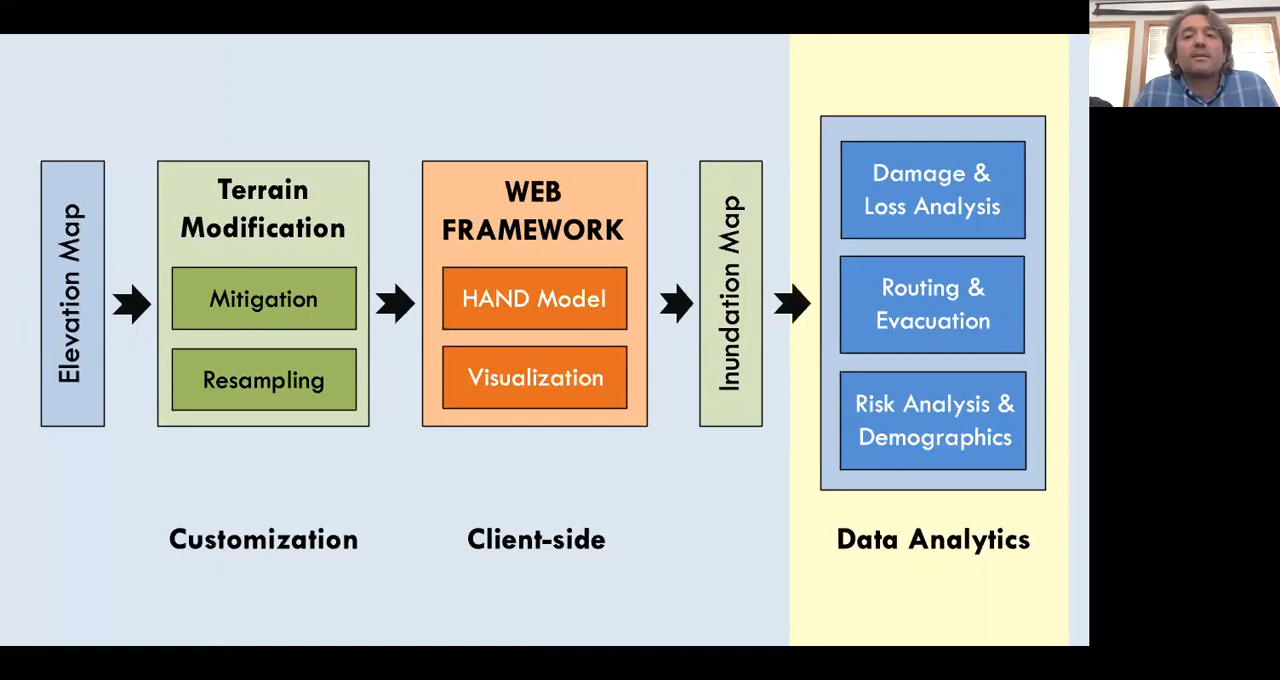 Elevation Map
Terrain
Modification
Mitigation
Resampling
Customization
WEB
FRAMEWORK
HAND Model
Visualization
Client-side
Inundation Map
Damage &
Loss Analysis
Routing &
Evacuation
Risk Analysis &
Demographics
Data Analytics